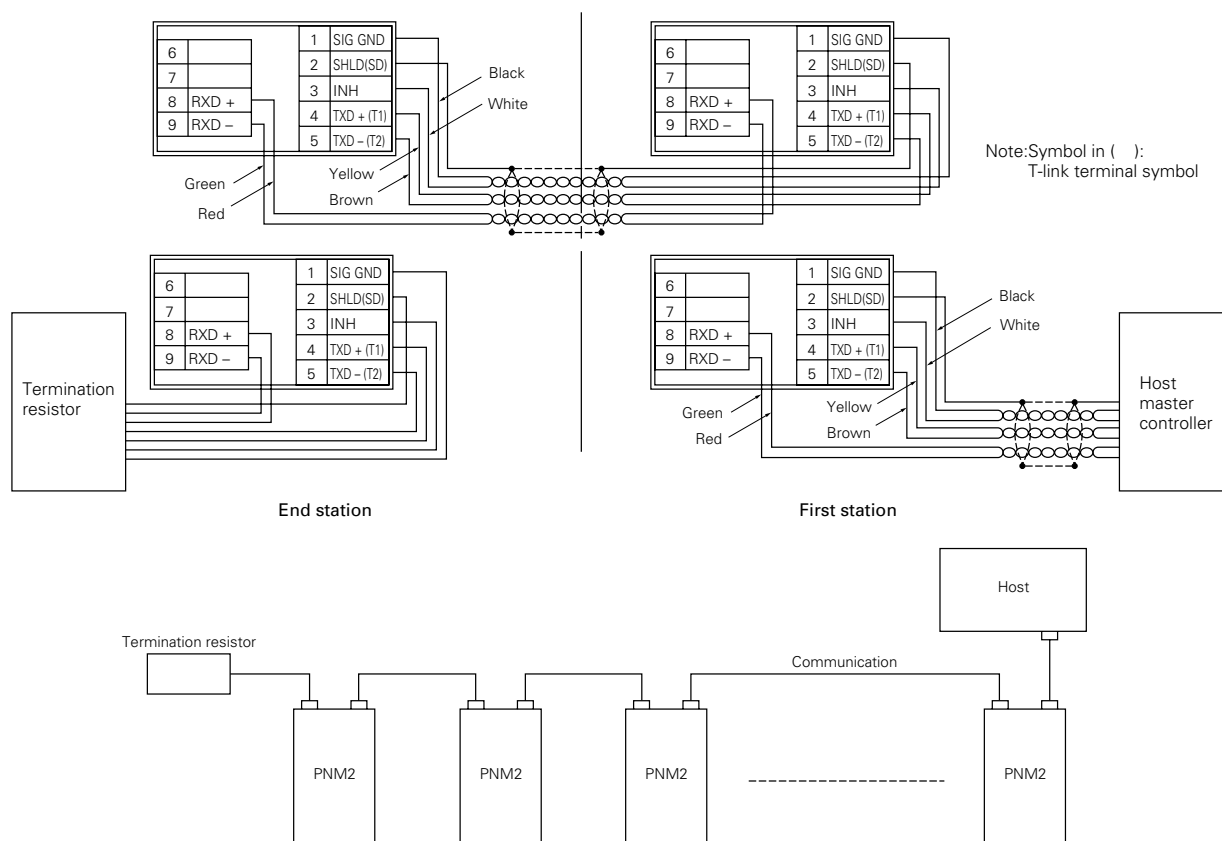 1 SIG GND
2 SHLD(SD)
3 INH
4 TXD + (T1)
5 TXD – (T2)
6
7
8 RXD +
9 RXD –
Black
White
Yellow
Brown
Green
Red
1 SIG GND
2 SHLD(SD)
3 INH
4 TXD + (T1)
5 TXD – (T2)
6
7
8 RXD +
9 RXD –
Note:Symbol in ( ):
T-link terminal symbol
Termination
resistor
1 SIG GND
2 SHLD(SD)
3 INH
4 TXD + (T1)
5 TXD – (T2)
6
7
8 RXD +
9 RXD –
End station
1 SIG GND
2 SHLD(SD)
3 INH
4 TXD + (T1)
5 TXD – (T2)
6
7
8 RXD +
9 RXD –
Black
White
Yellow
Brown
Green
Red
Host
master
controller
First station
Host
Termination resistor
Communication
PNM2
PNM2
PNM2
PNM2